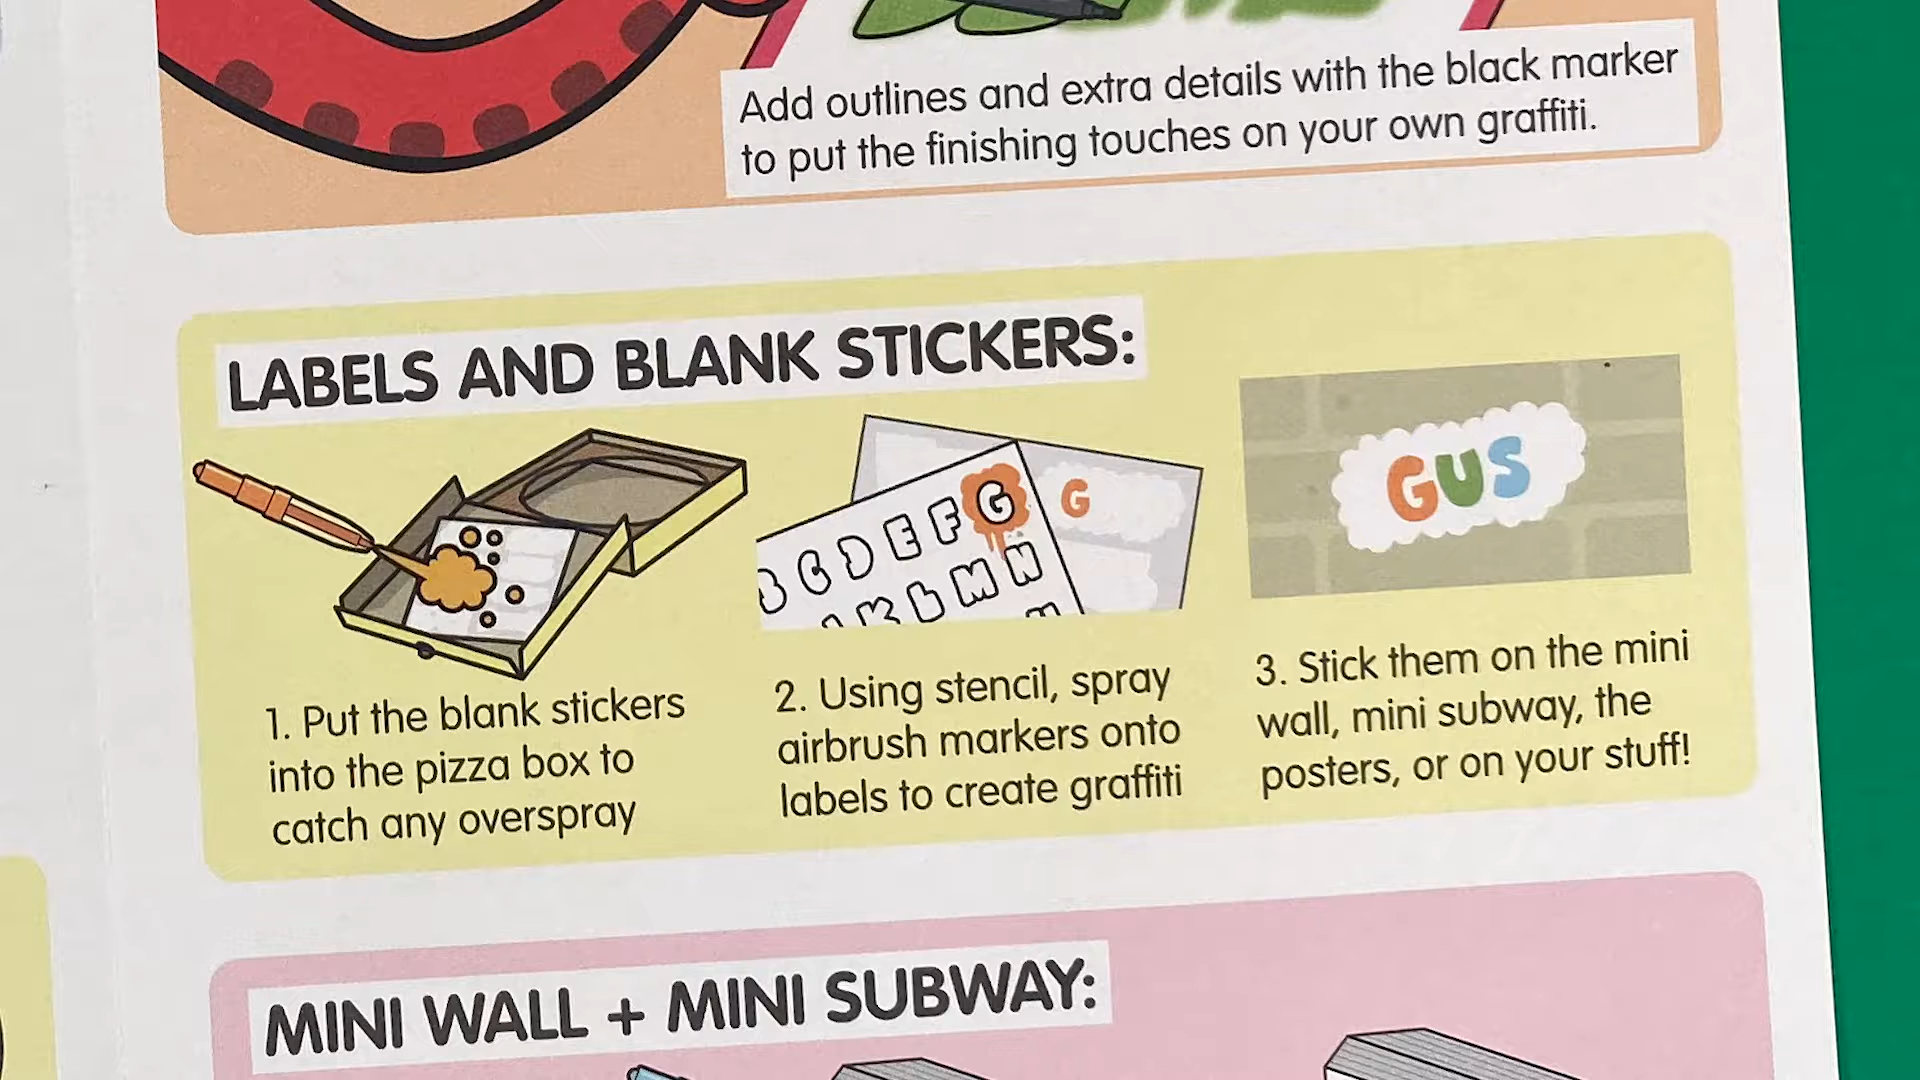 Add outlines and extra details with the black marker
to put the finishing touches on your own graffiti.
LABELS AND BLANK STICKERS:
C D E F G
G
L M N
GUS
1. Put the blank stickers
into the pizza box to
catch any overspray
2. Using stencil, spray
airbrush markers onto
labels to create graffiti
3. Stick them on the mini
wall, mini subway, the
posters, or on your stuff!
MINI WALL + MINI SUBWAY: